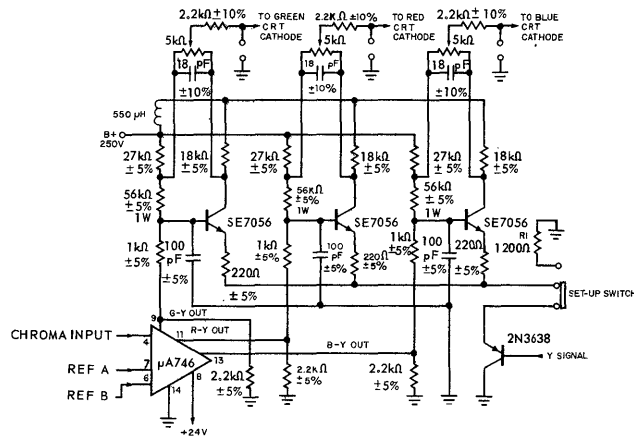 2.2kΩ±10%
TO GREEN
CRT
CATHODE
2.2kΩ ±10%
TO RED
CRT
CATHODE
2.2kΩ±10%
TO BLUE
CRT
CATHODE
5kΩ
5kΩ
5kΩ
18 pF
±10%
18 pF
±10%
18 pF
±10%
550 µH
B+
250V
27kΩ
±5%
18kΩ
±5%
27kΩ
±5%
18kΩ
±5%
27kΩ
±5%
18kΩ
±5%
56kΩ
±5%
1W
56kΩ
±5%
1W
56kΩ
±5%
1W
SE7056
SE7056
SE7056
R1
1200Ω
1kΩ
±5%
100
pF
±5%
220Ω
±5%
1kΩ
±5%
100
pF
±5%
220Ω
±5%
1kΩ
±5%
100
pF
±5%
220Ω
±5%
SET-UP SWITCH
G-Y OUT
R-Y OUT
B-Y OUT
9
11
13
CHROMA INPUT
4
µA746
REF A
7
REF B
6
8
14
+24V
2.2kΩ
±5%
2.2kΩ
±5%
2.2kΩ
±5%
2N3638
Y SIGNAL